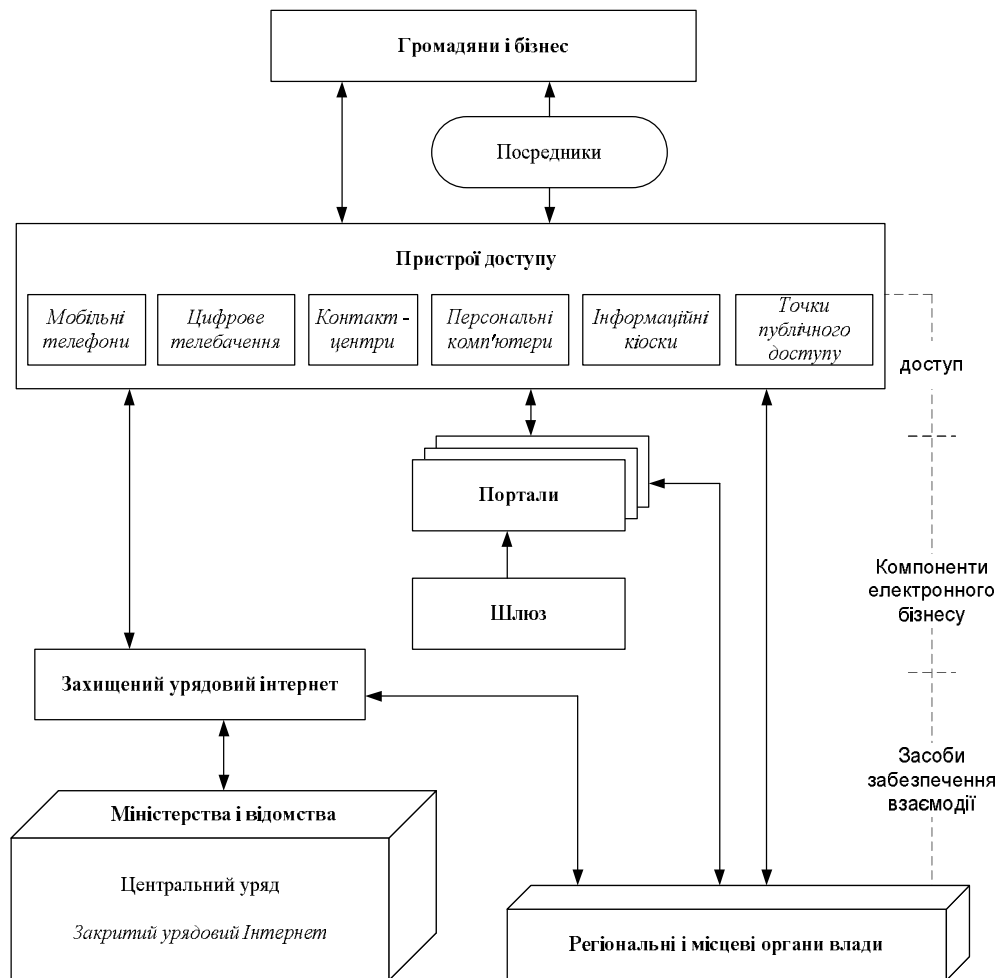 Громадяни і бізнес
Посредники
Пристрої доступу
Мобільні
телефони
Цифрове
телебачення
Контакт -
центри
Персональні
комп'ютери
Інформаційні
кіоски
Точки
публічного
доступу
доступ
Портали
Шлюз
Компоненти
електронного
бізнесу
Захищений урядовий інтернет
Засоби
забезпечення
взаємодії
Міністерства і відомства
Центральний уряд
Закритий урядовий Інтернет
Регіональні і місцеві органи влади